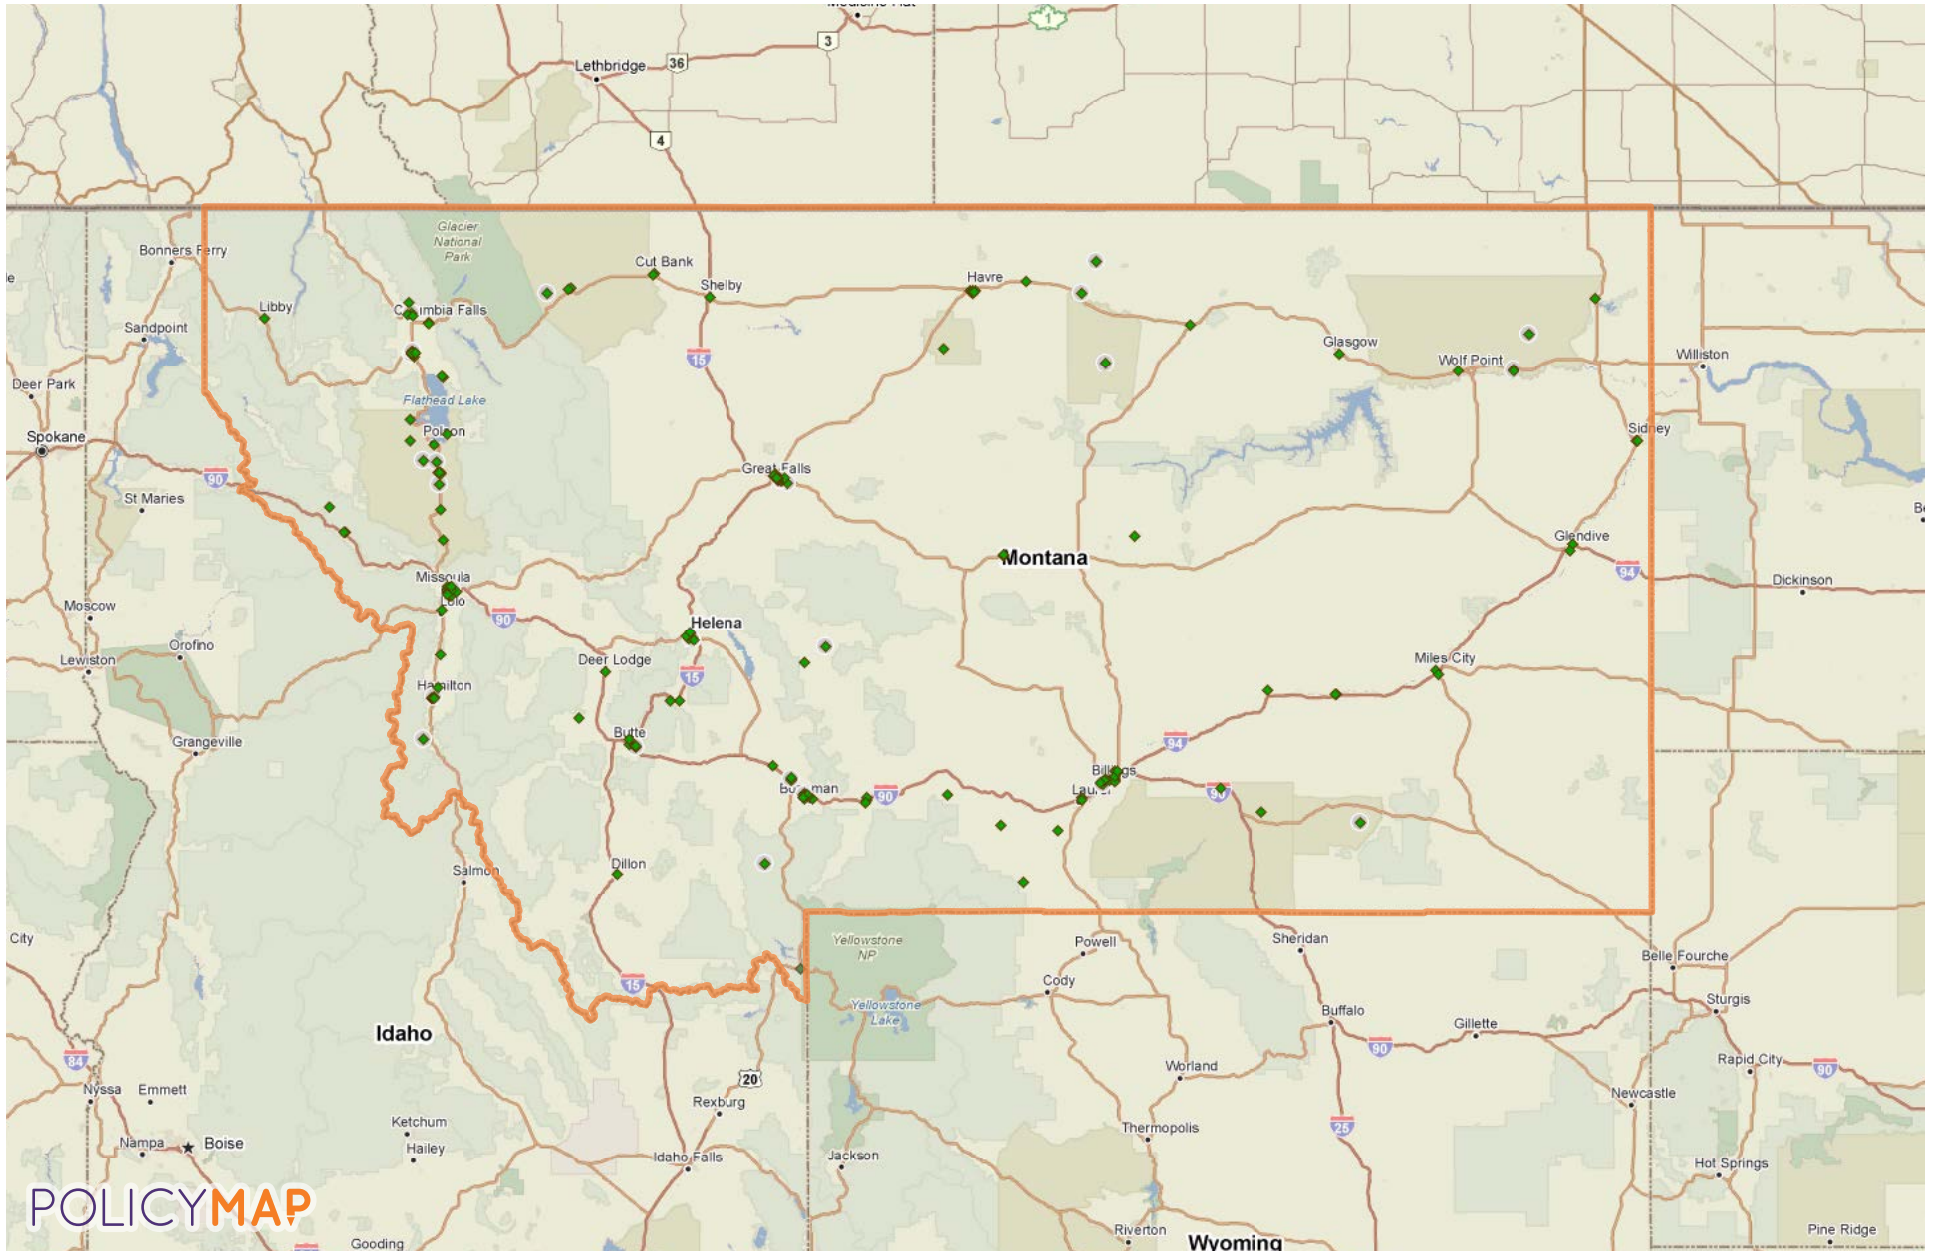 Medicine Hat
1
3
Lethbridge
36
4
Glacier
National
Park
Bonners Ferry
Cut Bank
Havre
Shelby
Libby
Columbia Falls
Sandpoint
Glasgow
15
Wolf Point
Williston
Deer Park
Flathead Lake
Polson
Sidney
Spokane
Great Falls
90
St Maries
Glendive
Montana
94
Missoula
Dickinson
Lolo
Moscow
90
Helena
Orofino
Lewiston
Deer Lodge
Miles City
15
Hamilton
Butte
Grangeville
94
Billings
Bozeman
90
Laurel
90
Dillon
Salmon
City
Yellowstone
NP
Powell
Sheridan
Belle Fourche
15
Cody
Yellowstone
Lake
Sturgis
Buffalo
Gillette
Idaho
90
84
Rapid City
90
Worland
20
Nyssa
Emmett
Newcastle
Rexburg
Ketchum
Thermopolis
25
Nampa
Boise
Hailey
Idaho Falls
Jackson
Hot Springs
POLICYMAP
Riverton
Pine Ridge
Gooding
Wyoming